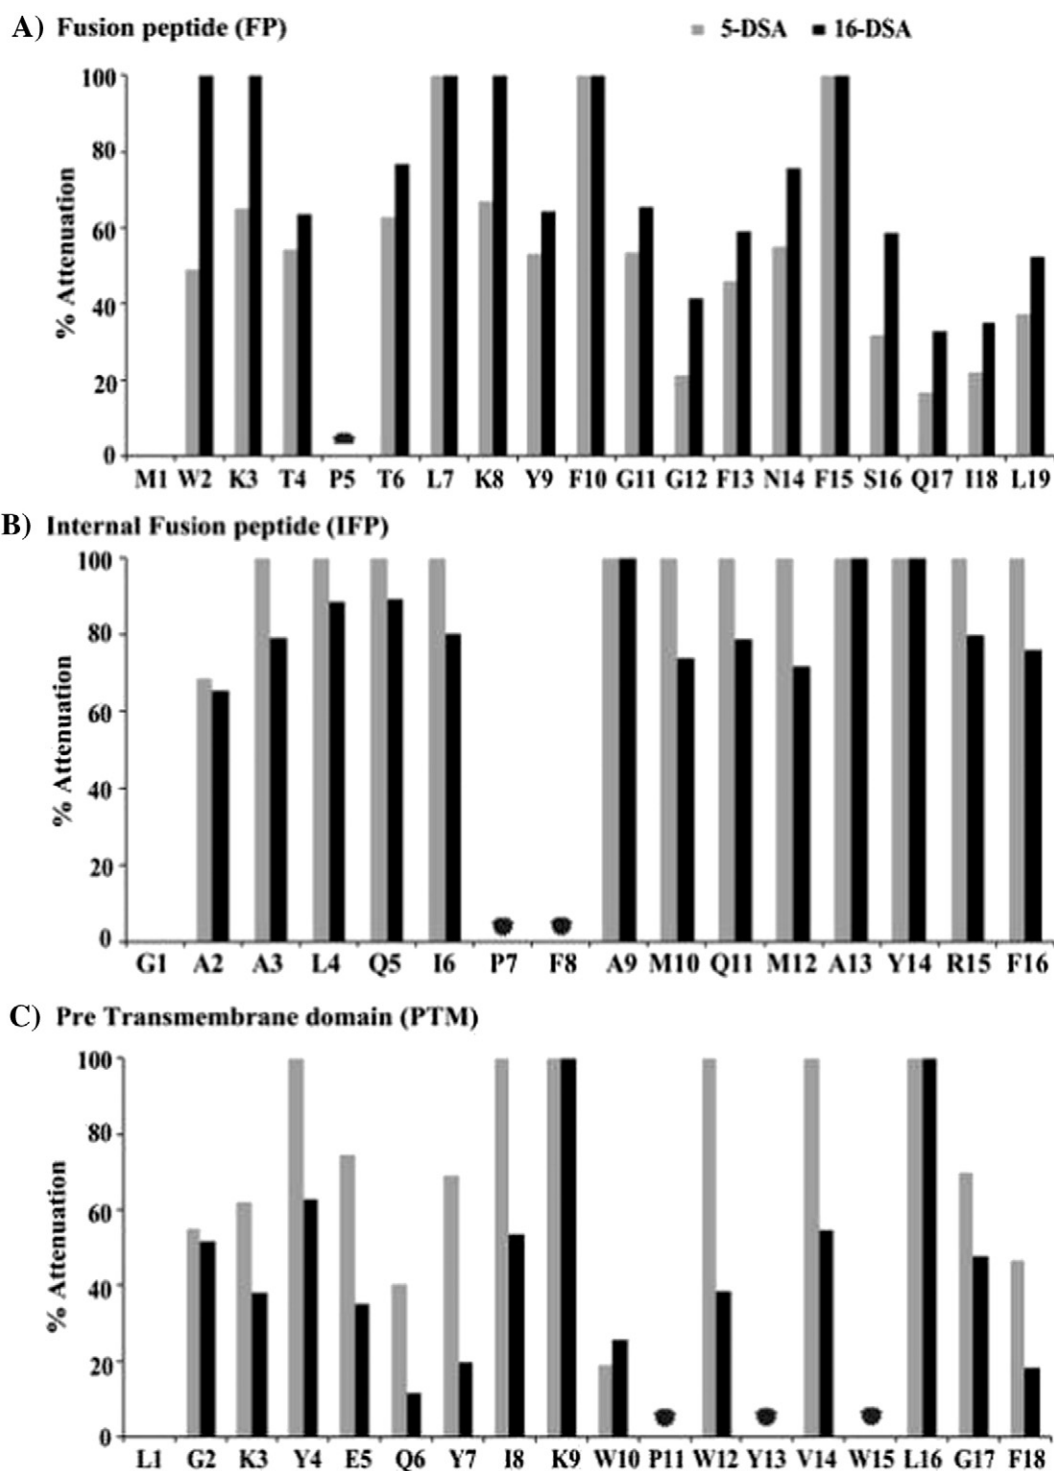 A) Fusion peptide (FP)
5-DSA 16-DSA
% Attenuation
100
80
60
40
20
0
M1 W2 K3 T4 P5 T6 L7 K8 Y9 F10 G11 G12 F13 N14 F15 S16 Q17 I18 L19
B) Internal Fusion peptide (IFP)
% Attenuation
100
80
60
40
20
0
G1 A2 A3 L4 Q5 I6 P7 F8 A9 M10 Q11 M12 A13 Y14 R15 F16
C) Pre Transmembrane domain (PTM)
% Attenuation
100
80
60
40
20
0
L1 G2 K3 Y4 E5 Q6 Y7 I8 K9 W10 P11 W12 Y13 V14 W15 L16 G17 F18